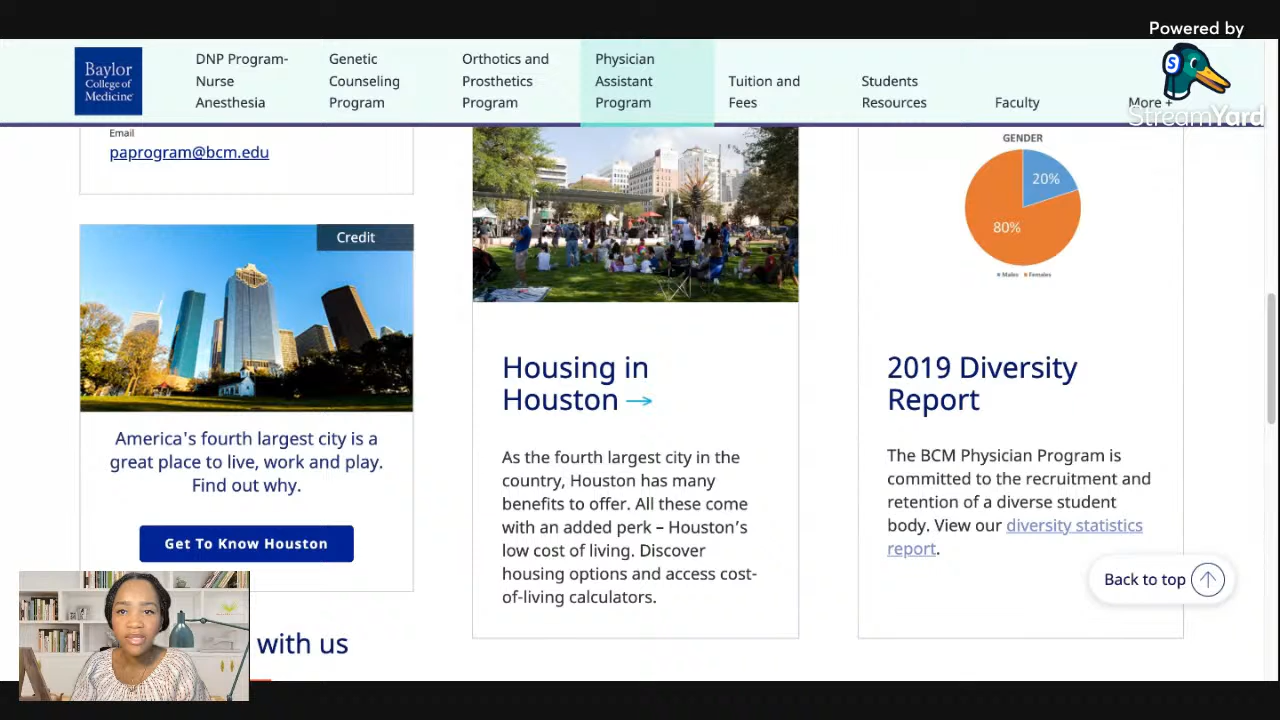 Powered by
StreamYard
Baylor
College of
Medicine
DNP Program-
Nurse
Anesthesia
Genetic
Counseling
Program
Orthotics and
Prosthetics
Program
Physician
Assistant
Program
Tuition and
Fees
Students
Resources
Faculty
More +
Email
paprogram@bcm.edu
Credit
America's fourth largest city is a
great place to live, work and play.
Find out why.
Get To Know Houston
with us
Housing in
Houston →
As the fourth largest city in the
country, Houston has many
benefits to offer. All these come
with an added perk – Houston's
low cost of living. Discover
housing options and access cost-
of-living calculators.
GENDER
20%
80%
Males Females
2019 Diversity
Report
The BCM Physician Program is
committed to the recruitment and
retention of a diverse student
body. View our diversity statistics
report.
Back to top